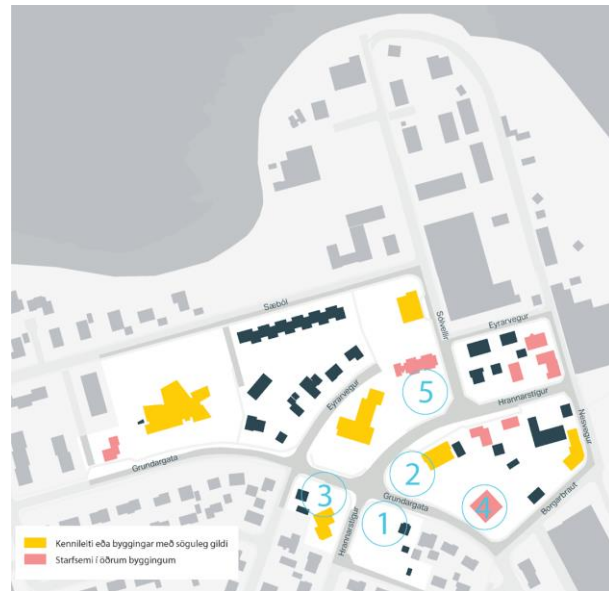 Sæból
Sólvellir
Eyrarvegur
Hrannarstígur
Nesvegur
5
Eyrarvegur
Grundargata
2
3
Grundargata
4
1
Hrannarstígur
Borgarbraut
Kennileiti eða byggingar með söguleg gildi
Starfsemi í öðrum byggingum